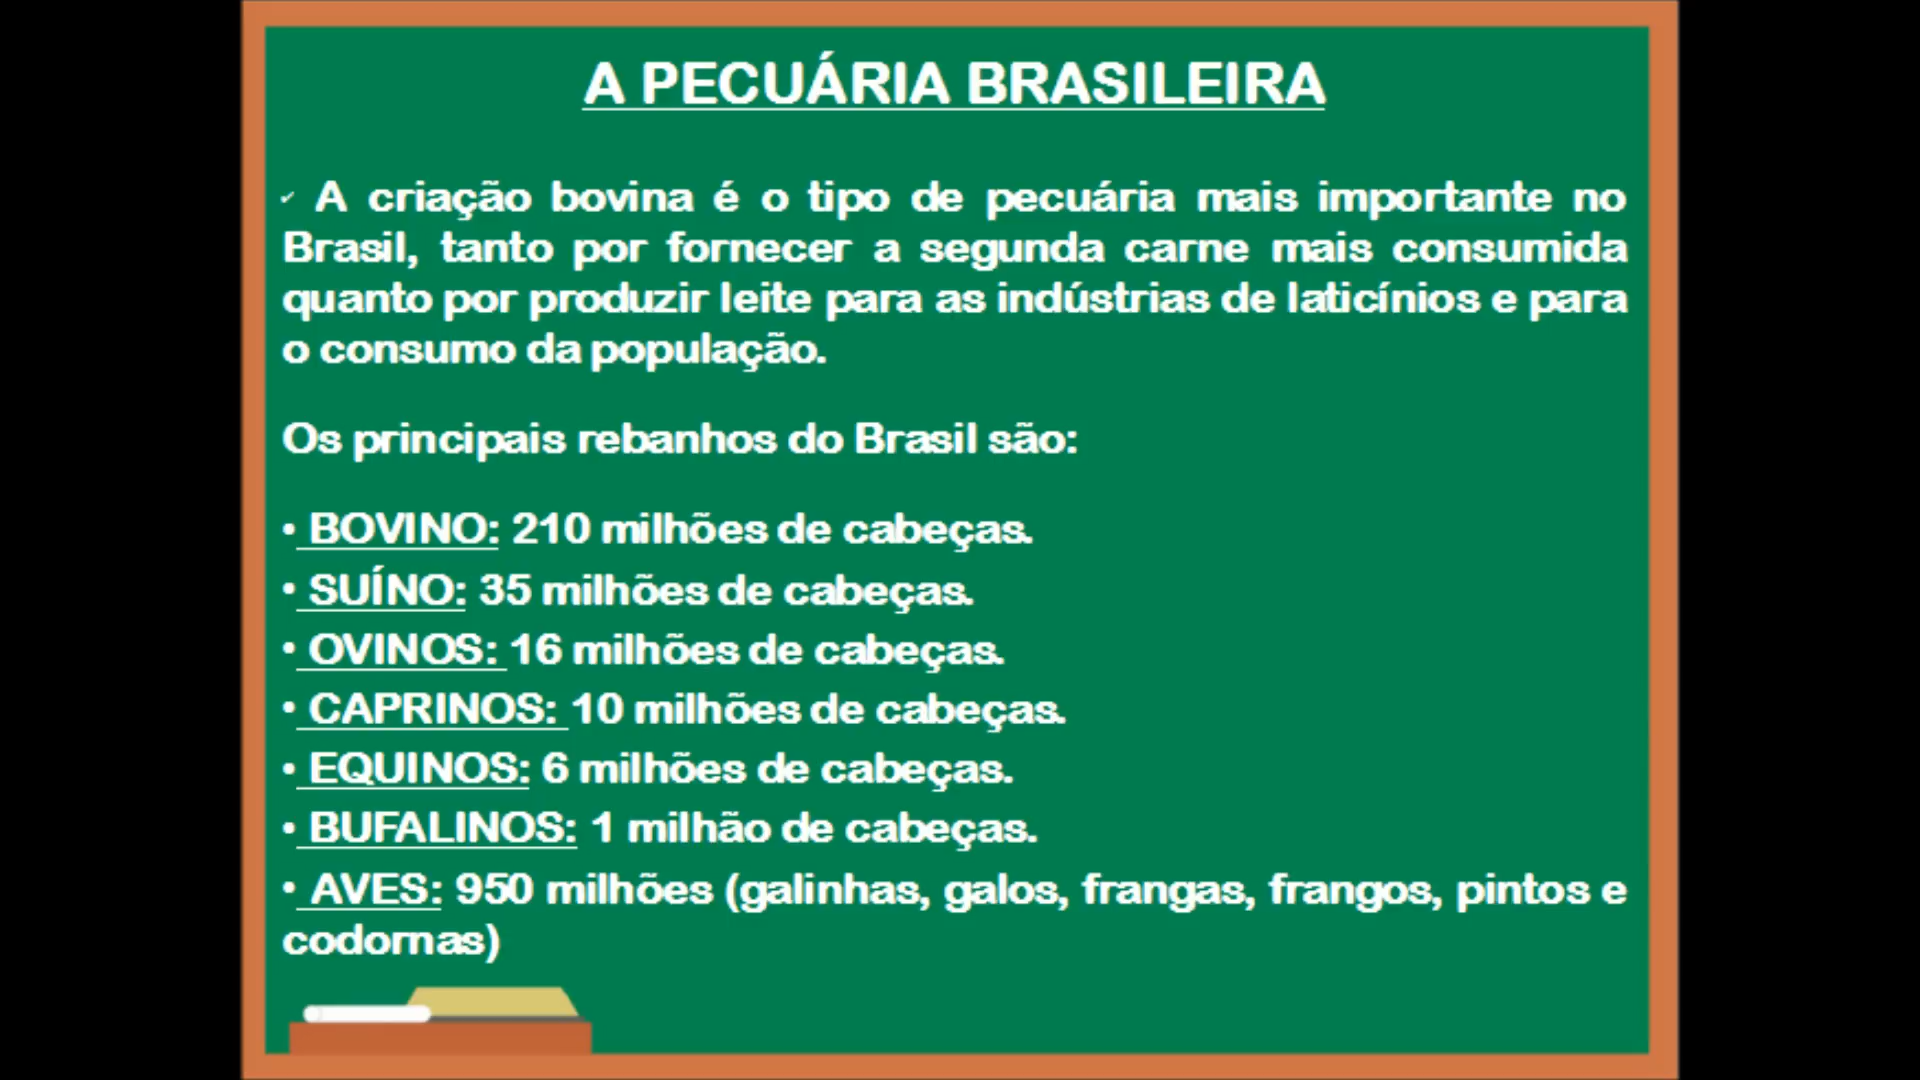 A PECUÁRIA BRASILEIRA
✓ A criação bovina é o tipo de pecuária mais importante no
Brasil, tanto por fornecer a segunda carne mais consumida
quanto por produzir leite para as indústrias de laticínios e para
o consumo da população.
Os principais rebanhos do Brasil são:
• BOVINO: 210 milhões de cabeças.
• SUÍNO: 35 milhões de cabeças.
• OVINOS: 16 milhões de cabeças.
• CAPRINOS: 10 milhões de cabeças.
• EQUINOS: 6 milhões de cabeças.
• BUFALINOS: 1 milhão de cabeças.
• AVES: 950 milhões (galinhas, galos, frangas, frangos, pintos e
codornas)